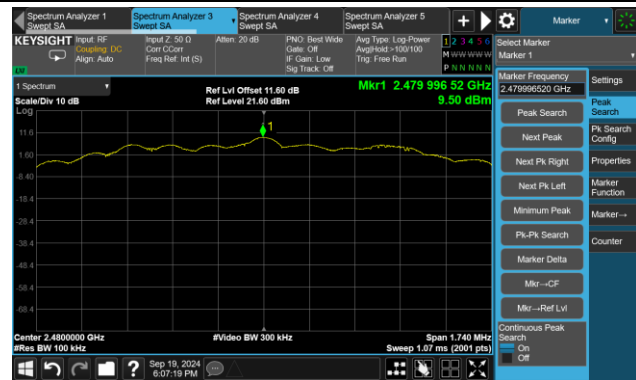 Spectrum Analyzer 1
Swept SA
Spectrum Analyzer 3
Swept SA
Spectrum Analyzer 4
Swept SA
Spectrum Analyzer 5
Swept SA
+
Marker
KEYSIGHT
Input: RF
Coupling: DC
Align: Auto
Input Z: 50 Ω
Corr CCorr
Freq Ref: Int (S)
Atten: 20 dB
PNO: Best Wide
Gate: Off
IF Gain: Low
Sig Track: Off
Avg Type: Log-Power
Avg|Hold:>100/100
Trig: Free Run
1 2 3 4 5 6
M W W W W W
P N N N N N
Select Marker
Marker 1
Marker Frequency
2.479996520 GHz
Peak Search
Next Peak
Next Pk Right
Next Pk Left
Minimum Peak
Pk-Pk Search
Marker Delta
Mkr→CF
Mkr→Ref Lvl
Continuous Peak
Search
On
Off
Settings
Peak
Search
Pk Search
Config
Properties
Marker
Function
Marker→
Counter
1 Spectrum
Scale/Div 10 dB
Log
Ref Lvl Offset 11.60 dB
Ref Level 21.60 dBm
Mkr1 2.479 996 52 GHz
9.50 dBm
1
11.6
1.60
-8.40
-18.4
-28.4
-38.4
-48.4
-58.4
-68.4
Center 2.4800000 GHz
#Res BW 100 kHz
#Video BW 300 kHz
Span 1.740 MHz
Sweep 1.07 ms (2001 pts)
?
Sep 19, 2024
6:07:19 PM